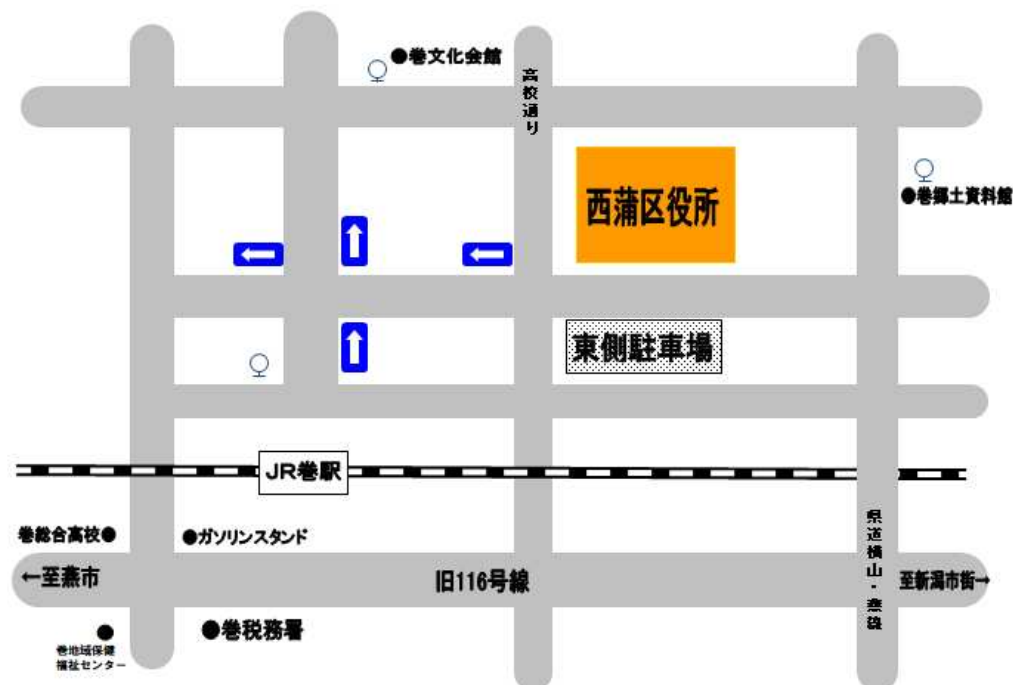 ●巻文化会館
高校通り
西蒲区役所
●巻郷土資料館
東側駐車場
JR巻駅
巻総合高校●
●ガソリンスタンド
県道横山・燕線
←至燕市
旧116号線
至新潟市街→
●巻税務署
巻地域保健
福祉センター